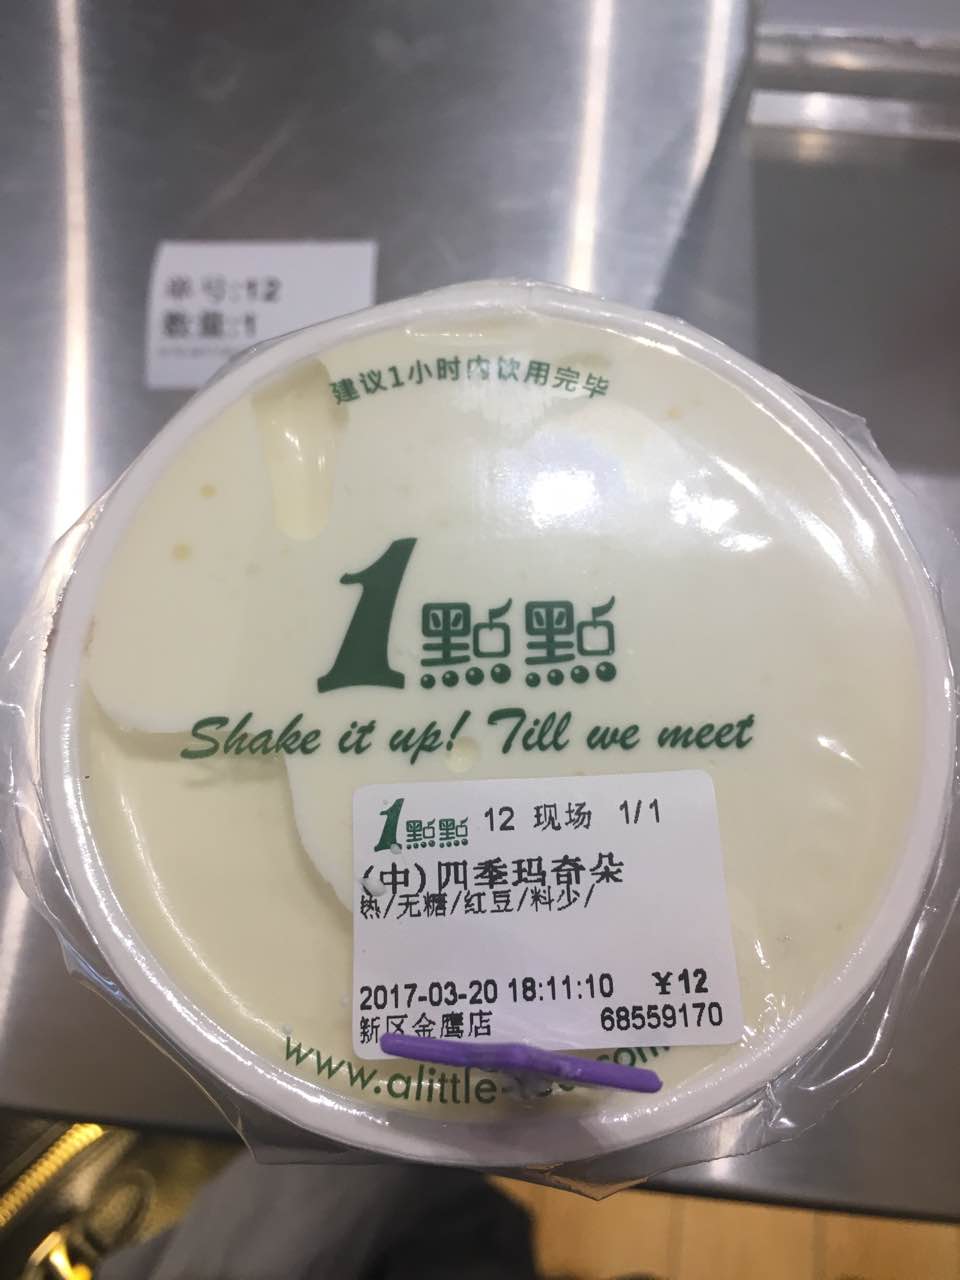 单号:12
数量:1
建议1小时内饮用完毕
1點點
Shake it up! Till we meet
1點點 12 现场 1/1
(中)四季玛奇朵
热/无糖/红豆/料少/
2017-03-20 18:11:10 ¥12
新区金鹰店 68559170
www.alittle-